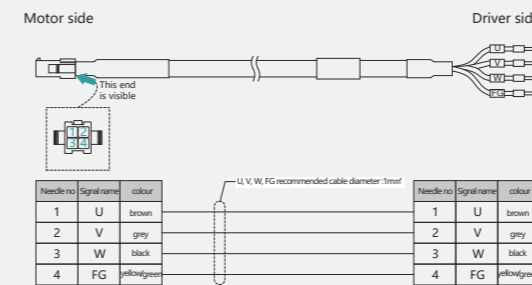 Motor side
Driver sid
U
V
W
FG
This end
is visible
1 2
3 4
U, V, W, FG recommended cable diameter :1mm²
Needle no Signal name colour
1 U brown
2 V grey
3 W black
4 FG yellow/green
Needle no Signal name colour
1 U brown
2 V grey
3 W black
4 FG yellow/gree